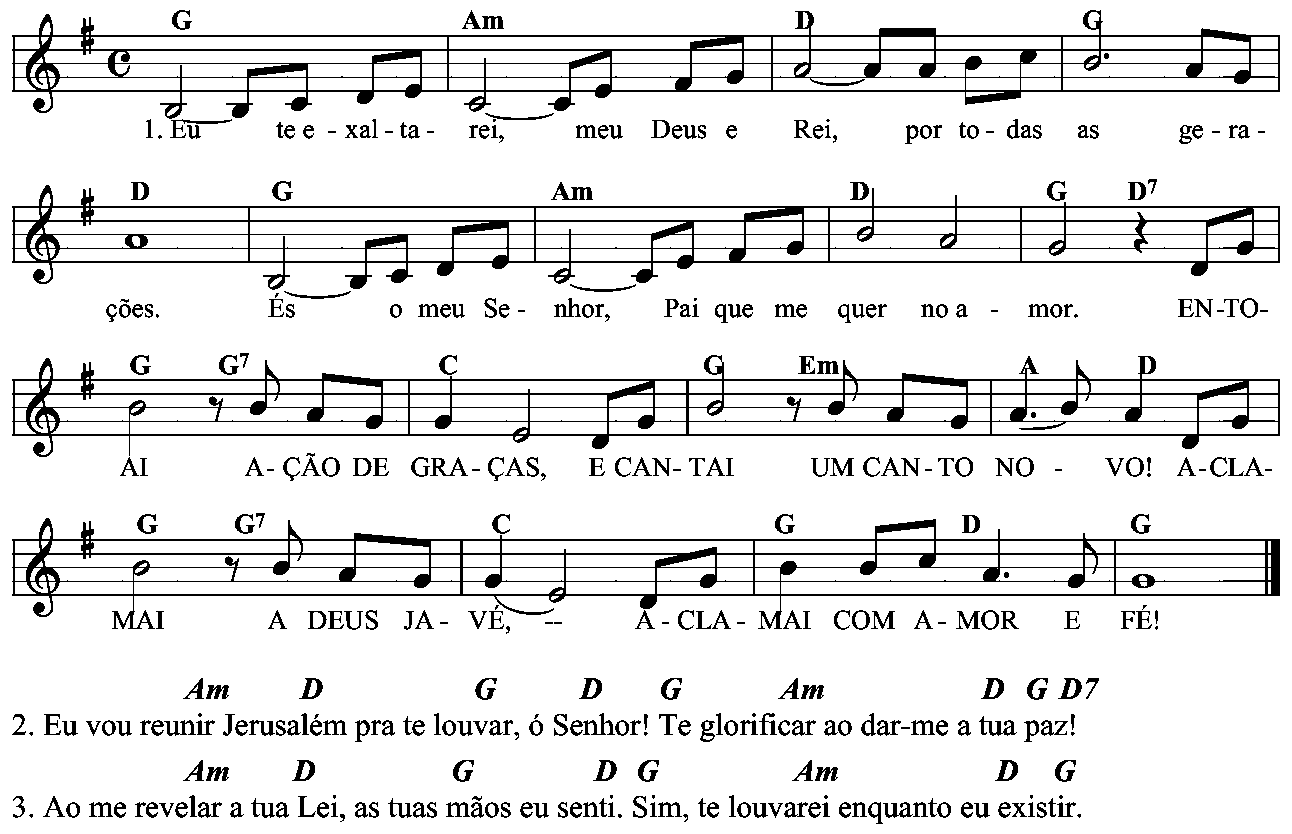 G Am D G
1. Eu te e - xal - ta - rei, meu Deus e Rei, por to - das as ge - ra -
D G Am D G D7
ções. És o meu Se - nhor, Pai que me quer no a - mor. EN-TO-
G G7 C G Em A D
AI A-ÇÃO DE GRA-ÇAS, E CAN-TAI UM CAN-TO NO - VO! A-CLA-
G G7 C G D G
MAI A DEUS JA - VÉ, -- A - CLA - MAI COM A - MOR E FÉ!
Am D G D G Am D G D7
2. Eu vou reunir Jerusalém pra te louvar, ó Senhor! Te glorificar ao dar-me a tua paz!
Am D G D G Am D G
3. Ao me revelar a tua Lei, as tuas mãos eu senti. Sim, te louvarei enquanto eu existir.